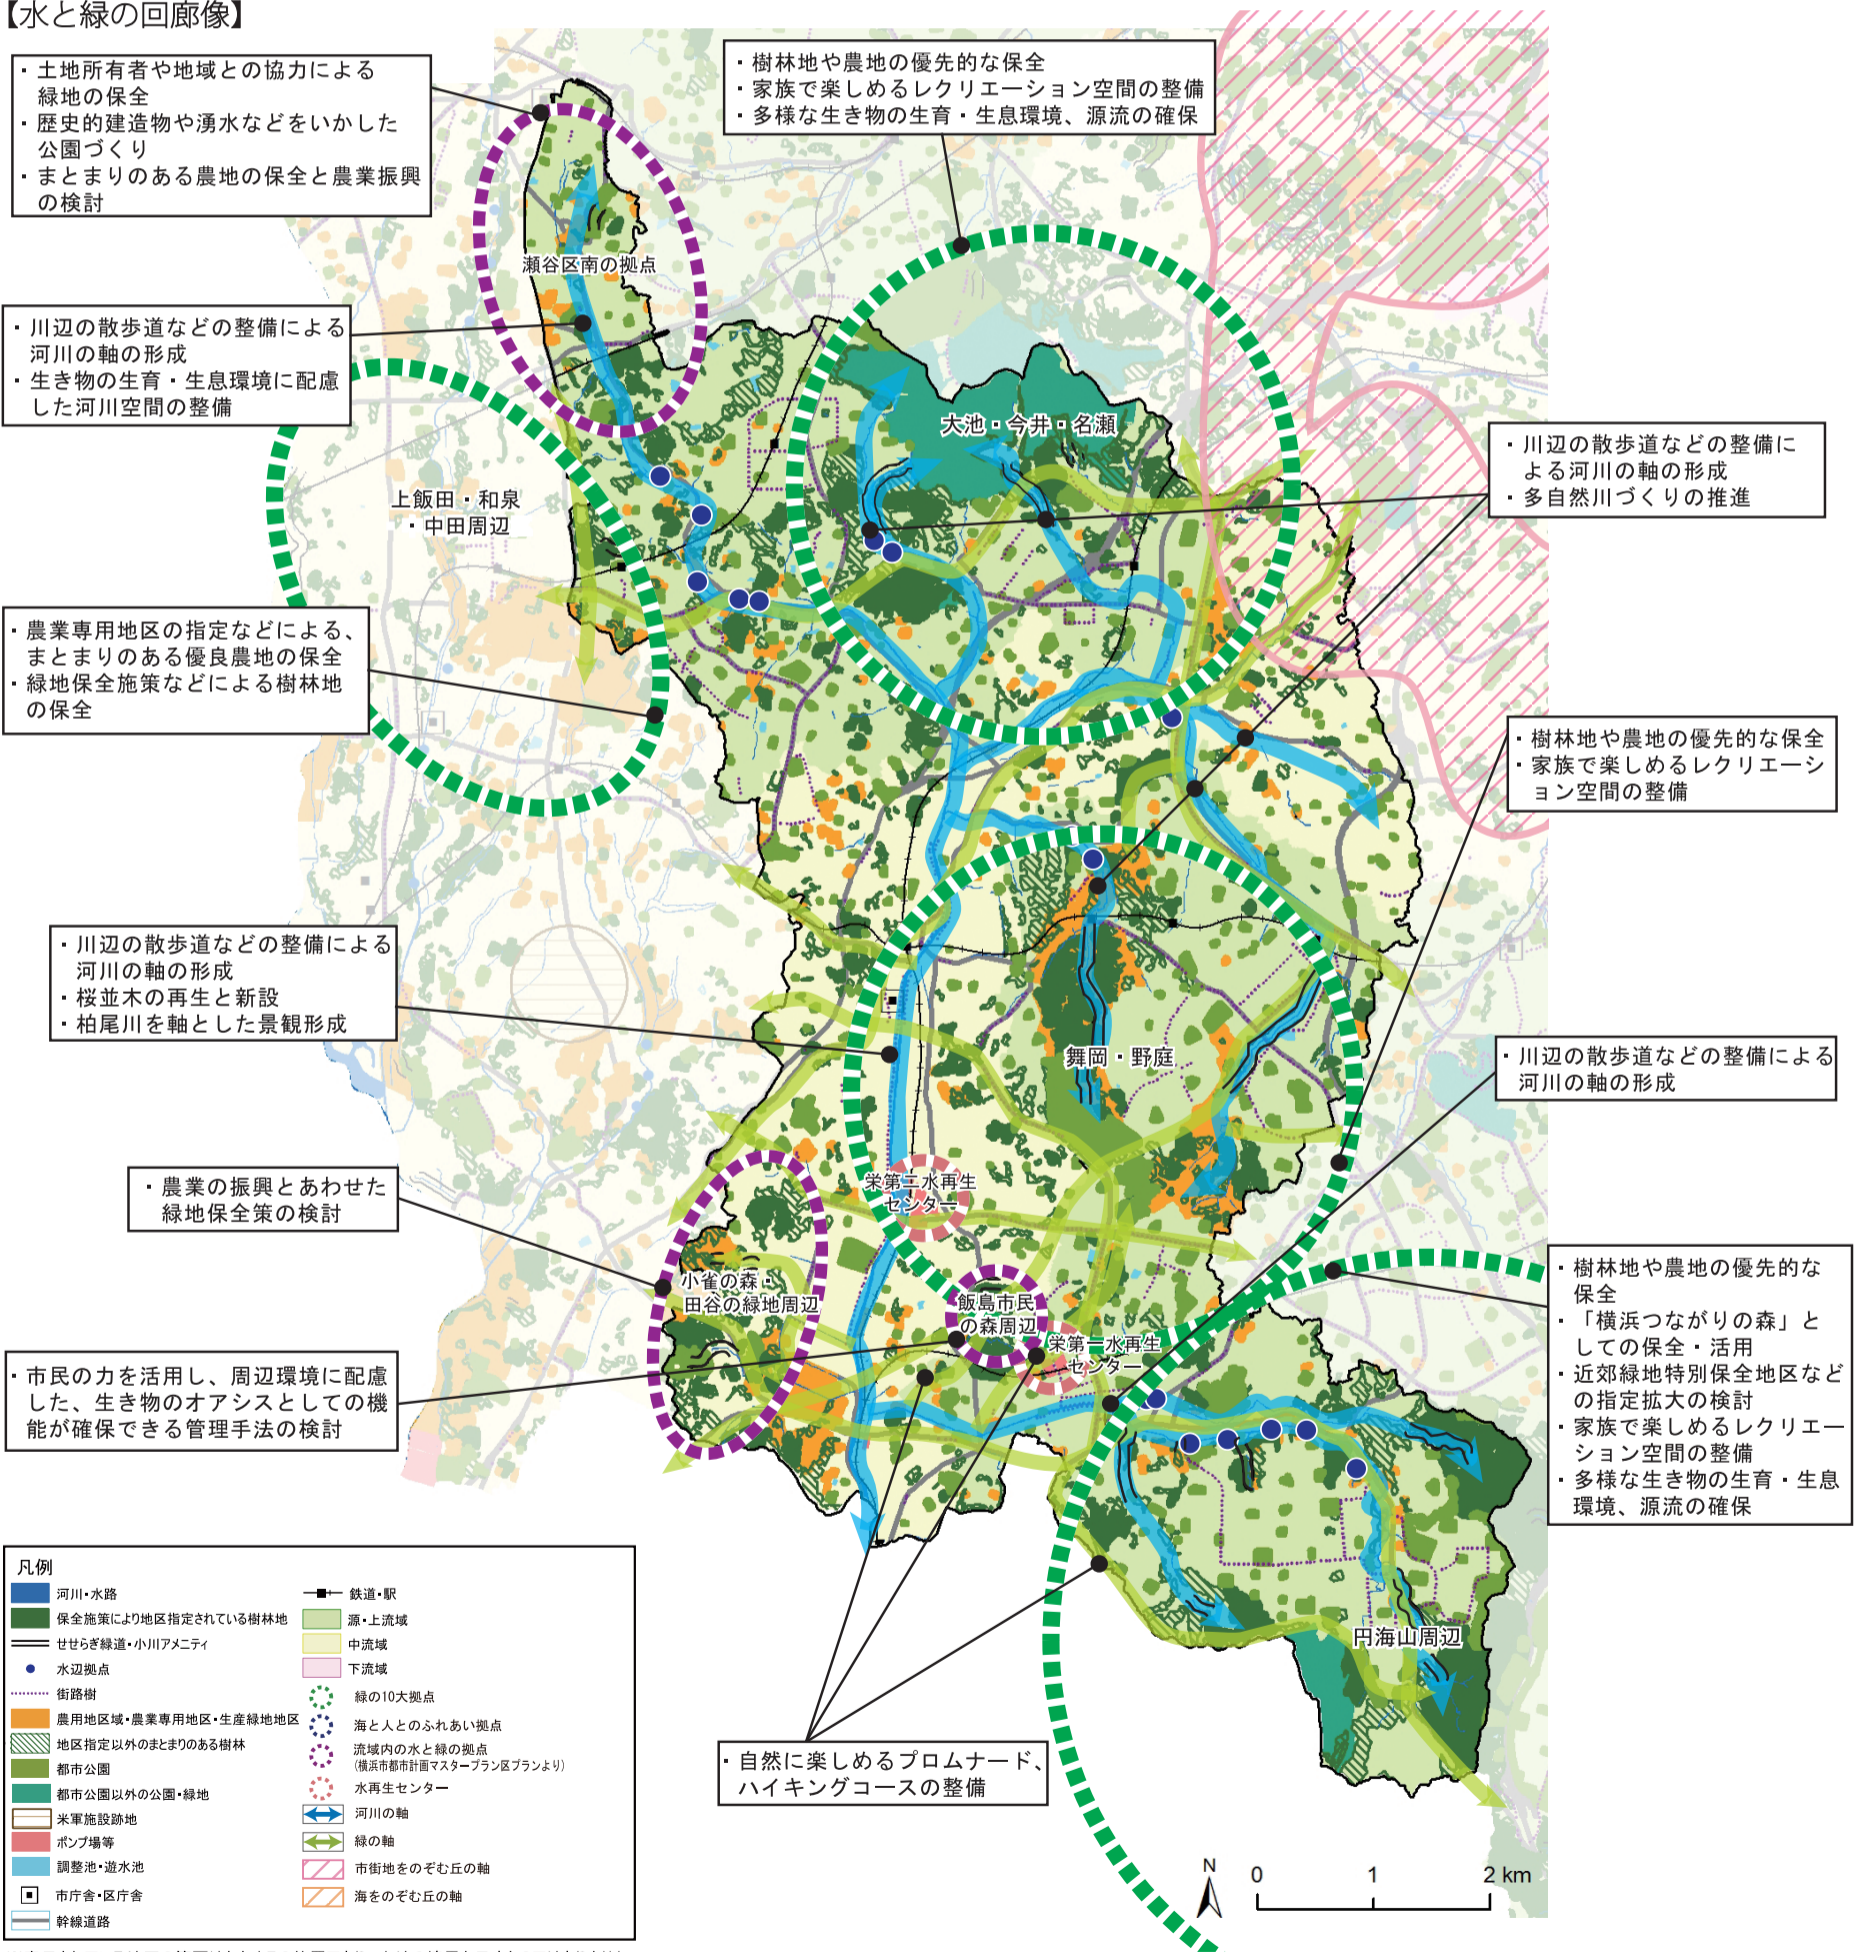 【水と緑の回廊像】
・土地所有者や地域との協力による
緑地の保全
・歴史的建造物や湧水などをいかした
公園づくり
・まとまりのある農地の保全と農業振興
の検討
・樹林地や農地の優先的な保全
・家族で楽しめるレクリエーション空間の整備
・多様な生き物の生育・生息環境、源流の確保
瀬谷区南の拠点
・川辺の散歩道などの整備による
河川の軸の形成
・生き物の生育・生息環境に配慮
した河川空間の整備
大池・今井・名瀬
・川辺の散歩道などの整備に
よる河川の軸の形成
・多自然川づくりの推進
上飯田・和泉
・中田周辺
・農業専用地区の指定などによる、
まとまりのある優良農地の保全
・緑地保全施策などによる樹林地
の保全
・樹林地や農地の優先的な保全
・家族で楽しめるレクリエーシ
ョン空間の整備
・川辺の散歩道などの整備による
河川の軸の形成
・桜並木の再生と新設
・柏尾川を軸とした景観形成
舞岡・野庭
・川辺の散歩道などの整備による
河川の軸の形成
・農業の振興とあわせた
緑地保全策の検討
栄第二水再生
センター
小雀の森・
田谷の緑地周辺
飯島市民
の森周辺
栄第一水再生
センター
・樹林地や農地の優先的な
保全
・「横浜つながりの森」と
しての保全・活用
・近郊緑地特別保全地区など
の指定拡大の検討
・家族で楽しめるレクリエー
ション空間の整備
・多様な生き物の生育・生息
環境、源流の確保
・市民の力を活用し、周辺環境に配慮
した、生き物のオアシスとしての機
能が確保できる管理手法の検討
円海山周辺
・自然に楽しめるプロムナード、
ハイキングコースの整備
凡例
河川・水路
保全施策により地区指定されている樹林地
せせらぎ緑道・小川アメニティ
水辺拠点
街路樹
農用地区域・農業専用地区・生産緑地地区
地区指定以外のまとまりのある樹林
都市公園
都市公園以外の公園・緑地
米軍施設跡地
ポンプ場等
調整池・遊水池
市庁舎・区庁舎
幹線道路
鉄道・駅
源・上流域
中流域
下流域
緑の10大拠点
海と人とのふれあい拠点
流域内の水と緑の拠点
(横浜市都市計画マスタープラン区プランより)
水再生センター
河川の軸
緑の軸
市街地をのぞむ丘の軸
海をのぞむ丘の軸
N
0 1 2 km